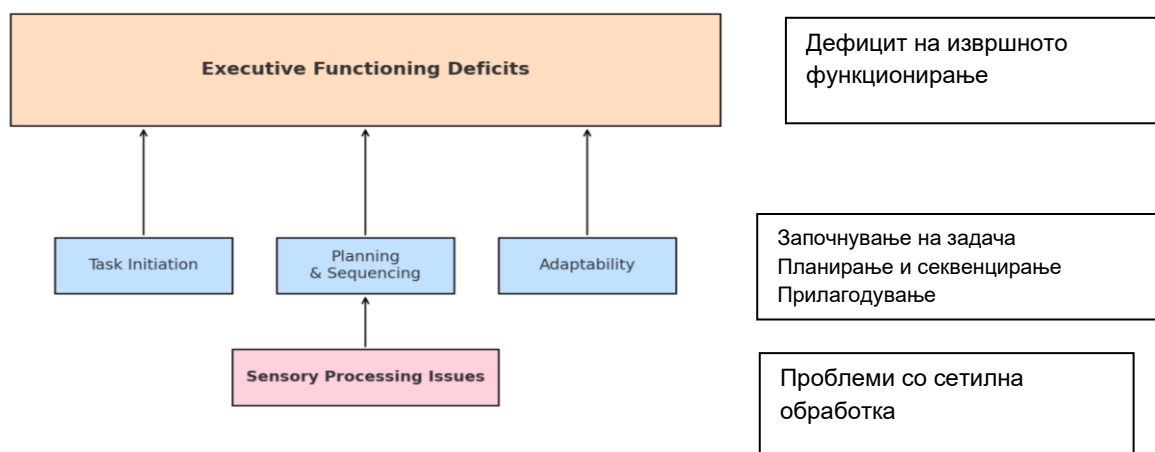 Executive Functioning Deficits
Дефицит на извршното
функционирање
Task Initiation
Planning
& Sequencing
Adaptability
Започнување на задача
Планирање и секвенцирање
Прилагодување
Sensory Processing Issues
Проблеми со сетилна
обработка